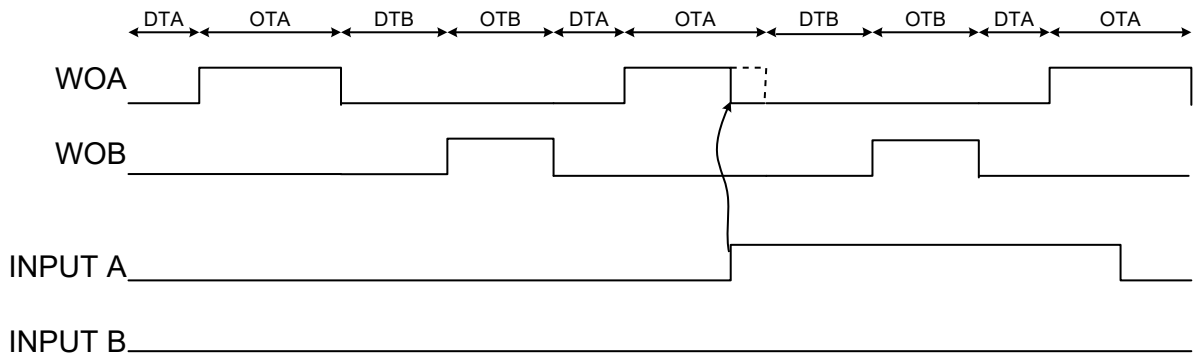 DTA OTA DTB OTB DTA OTA DTB OTB DTA OTA
WOA
WOB
INPUT A
INPUT B